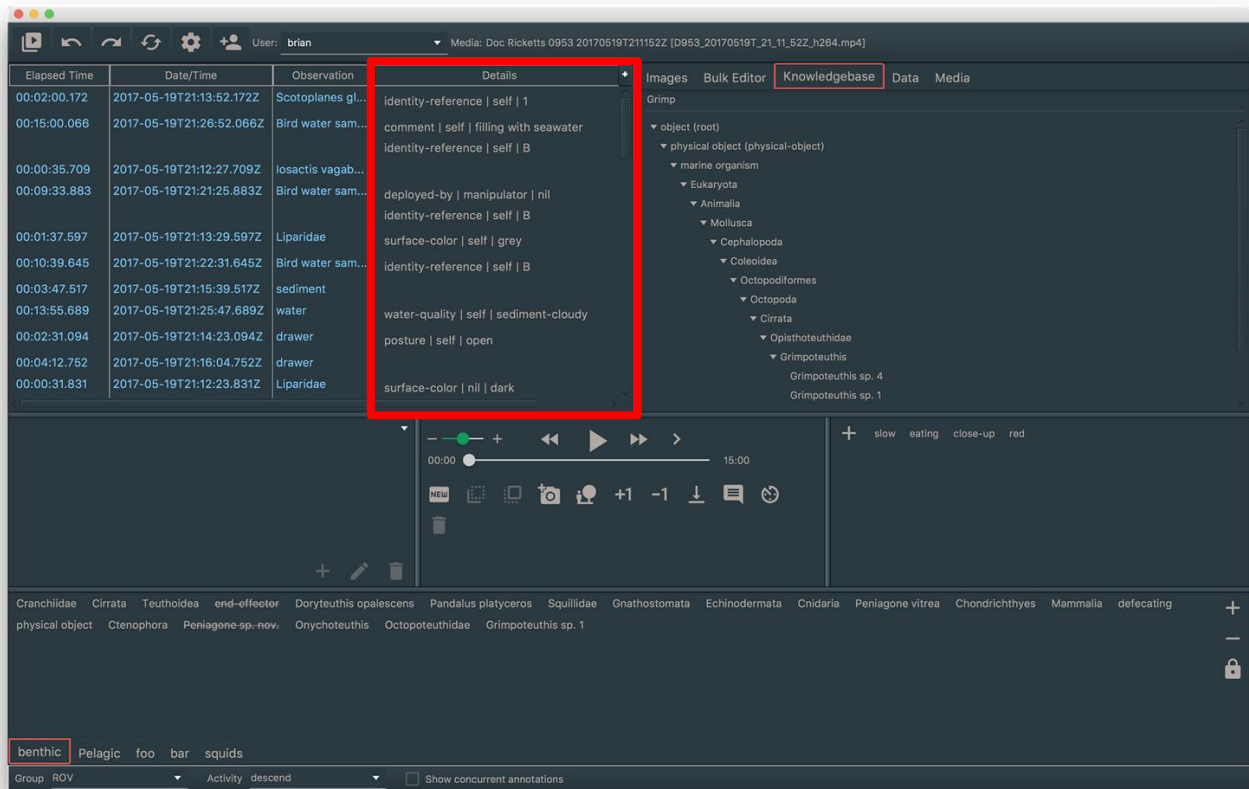 User: brian Media: Doc Ricketts 0953 20170519T211152Z [D953_20170519T_21_11_52Z_h264.mp4]
Elapsed Time Date/Time Observation Details +
00:02:00.172 2017-05-19T21:13:52.172Z Scotoplanes gl... identity-reference | self | 1
00:15:00.066 2017-05-19T21:26:52.066Z Bird water sam... comment | self | filling with seawater
identity-reference | self | B
00:00:35.709 2017-05-19T21:12:27.709Z Iosactis vagab...
00:09:33.883 2017-05-19T21:21:25.883Z Bird water sam... deployed-by | manipulator | nil
identity-reference | self | B
00:01:37.597 2017-05-19T21:13:29.597Z Liparidae surface-color | self | grey
00:10:39.645 2017-05-19T21:22:31.645Z Bird water sam... identity-reference | self | B
00:03:47.517 2017-05-19T21:15:39.517Z sediment
00:13:55.689 2017-05-19T21:25:47.689Z water water-quality | self | sediment-cloudy
00:02:31.094 2017-05-19T21:14:23.094Z drawer posture | self | open
00:04:12.752 2017-05-19T21:16:04.752Z drawer
00:00:31.831 2017-05-19T21:12:23.831Z Liparidae surface-color | nil | dark
Images Bulk Editor Knowledgebase Data Media
Grimp
object (root)
physical object (physical-object)
marine organism
Eukaryota
Animalia
Mollusca
Cephalopoda
Coleoidea
Octopodiformes
Octopoda
Cirrata
Opisthoteuthidae
Grimpoteuthis
Grimpoteuthis sp. 4
Grimpoteuthis sp. 1
00:00 15:00
NEW +1 -1
slow eating close-up red
Cranchiidae Cirrata Teuthoidea end-effector Doryteuthis opalescens Pandalus platyceros Squillidae Gnathostomata Echinodermata Cnidaria Peniagone vitrea Chondrichthyes Mammalia defecating
physical object Ctenophora Peniagone sp. nov. Onychoteuthis Octopoteuthidae Grimpoteuthis sp. 1
benthic Pelagic foo bar squids
Group ROV Activity descend Show concurrent annotations